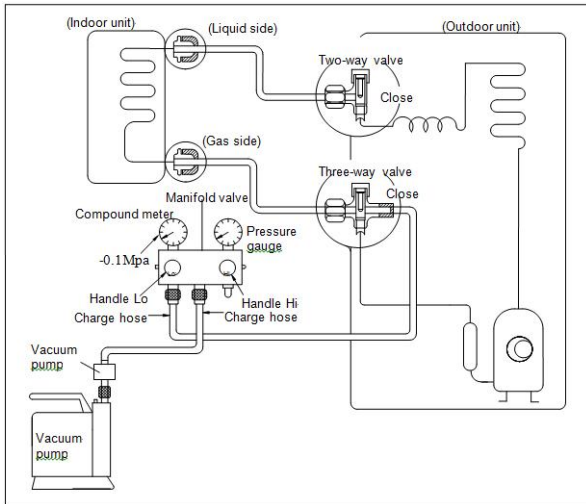 (Indoor unit)
(Liquid side)
(Outdoor unit)
Two-way valve
Close
(Gas side)
Three-way valve
Close
Manifold valve
Compound meter
Pressure
gauge
-0.1Mpa
Handle Lo
Handle Hi
Charge hose
Charge hose
Vacuum
pump
Vacuum
pump